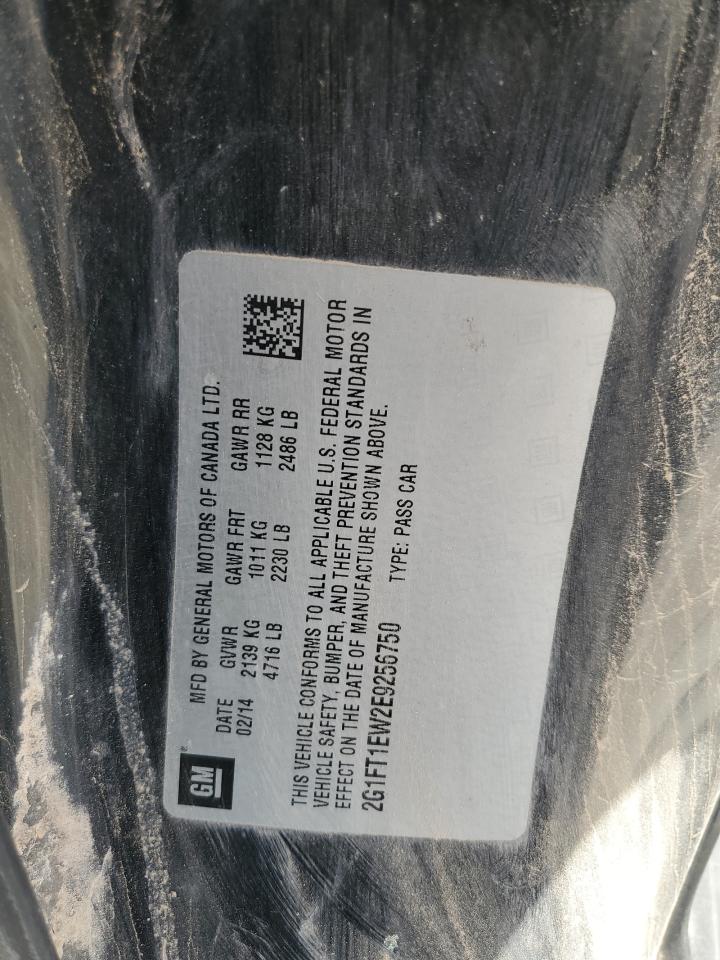 GM
MFD BY GENERAL MOTORS OF CANADA LTD.
DATE GVWR GAWR FRT GAWR RR
02/14 2139 KG 1011 KG 1128 KG
4716 LB 2230 LB 2486 LB
THIS VEHICLE CONFORMS TO ALL APPLICABLE U.S. FEDERAL MOTOR
VEHICLE SAFETY, BUMPER, AND THEFT PREVENTION STANDARDS IN
EFFECT ON THE DATE OF MANUFACTURE SHOWN ABOVE.
2G1FT1EW2E9256750 TYPE: PASS CAR